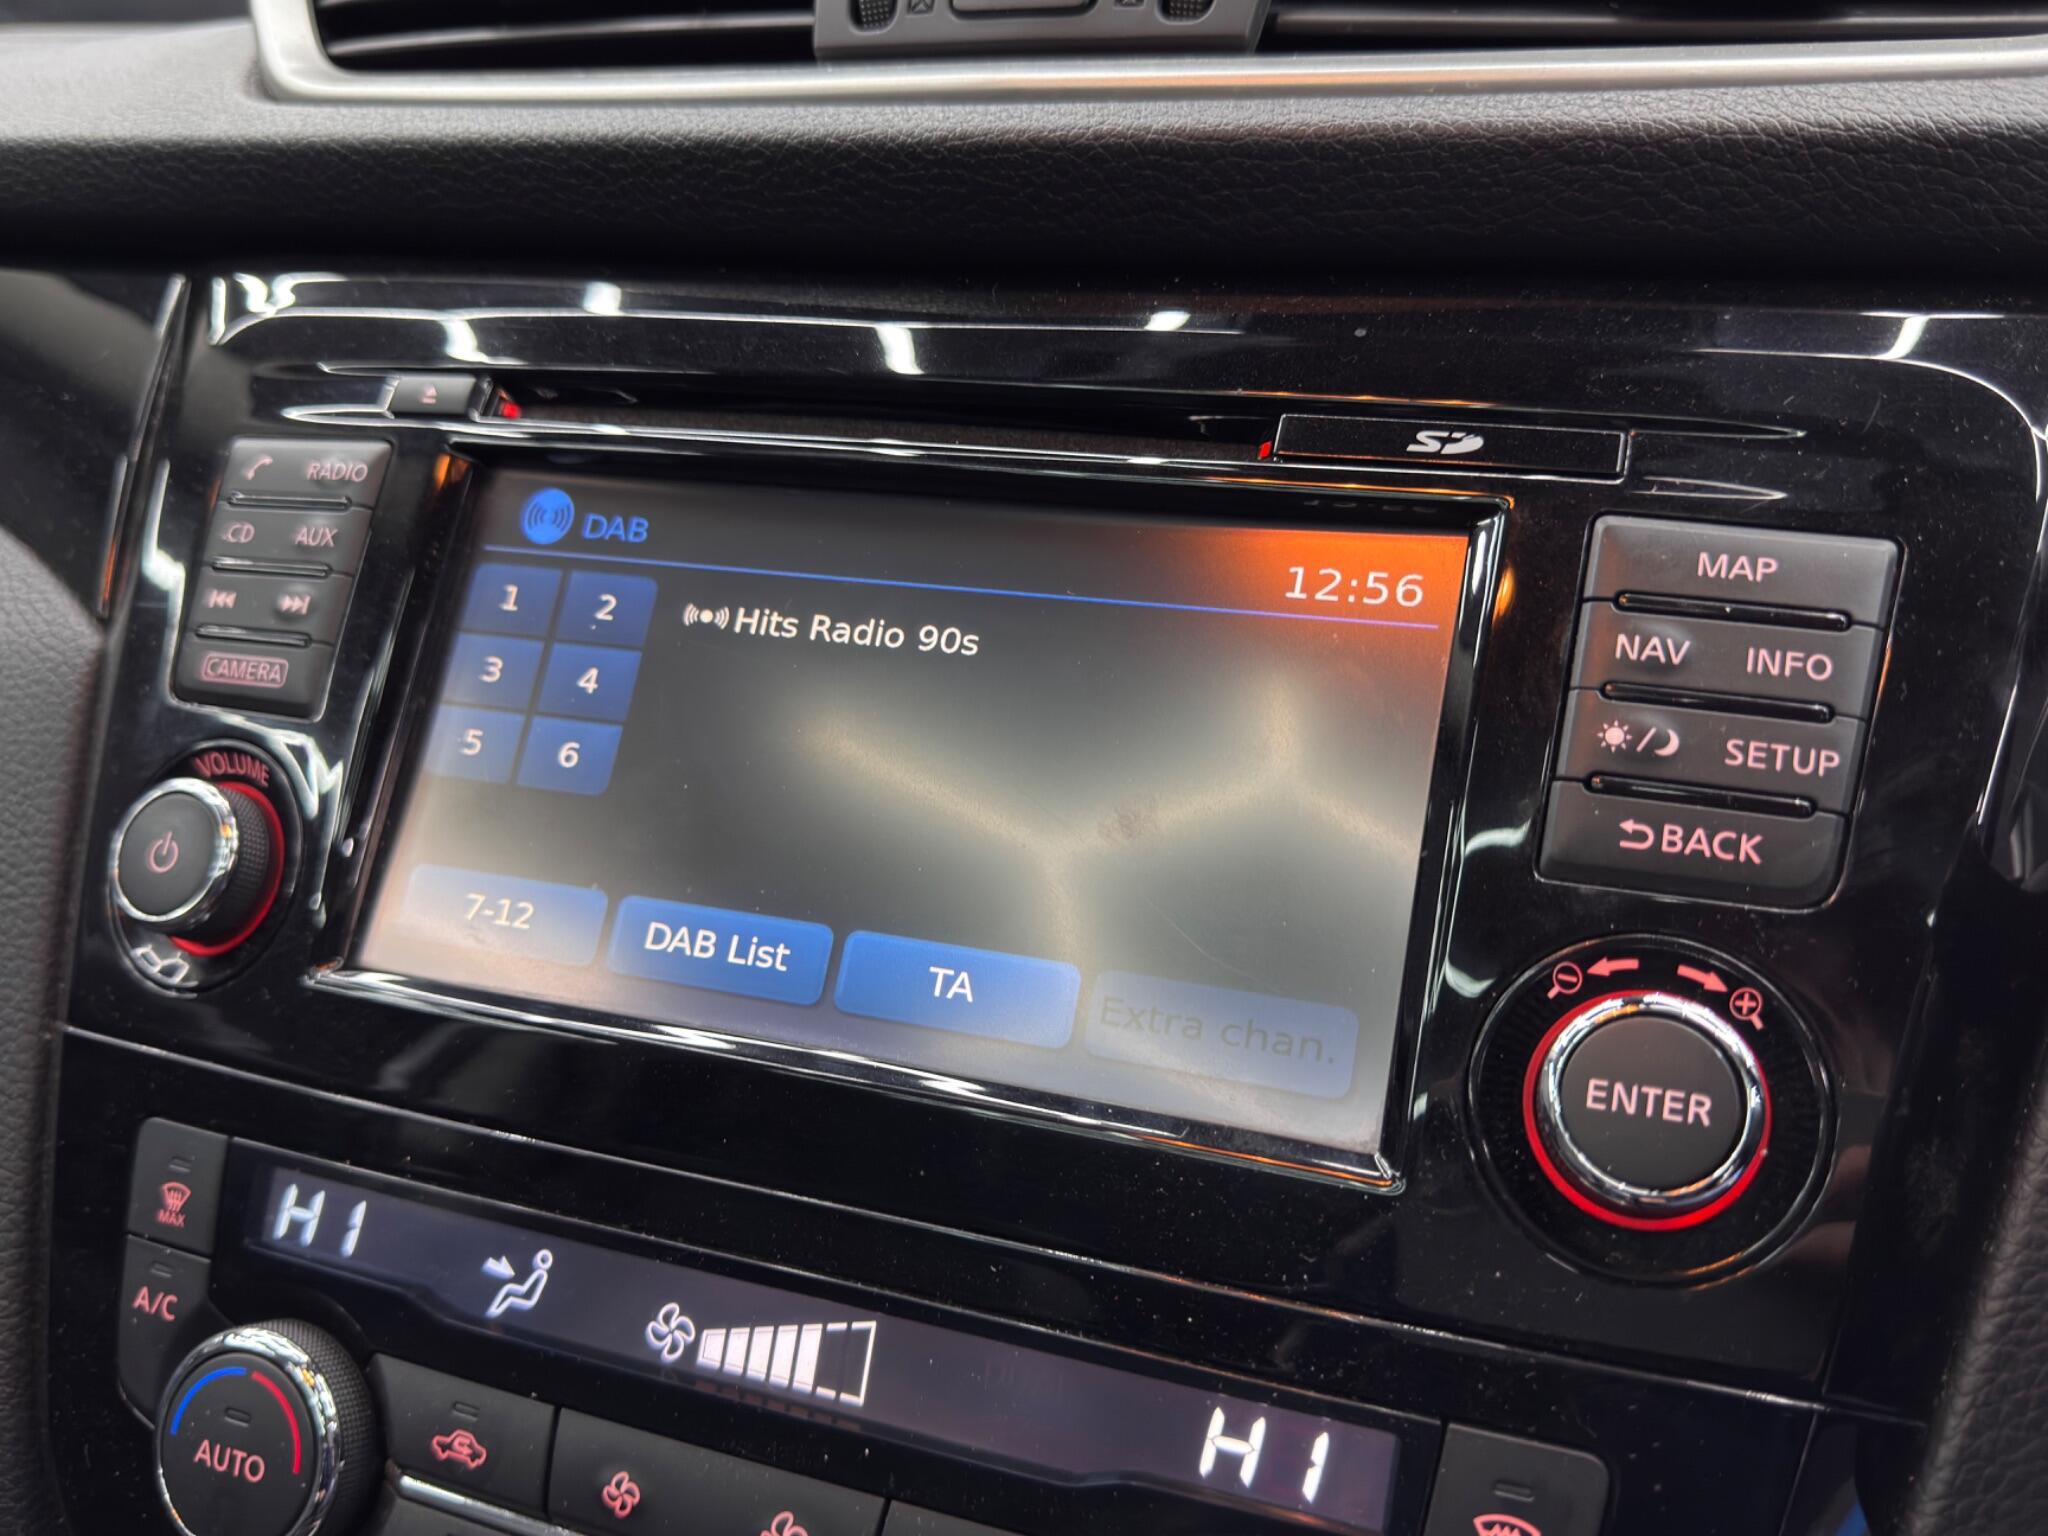 SD
RADIO
CD AUX
CAMERA
VOLUME
DAB
12:56
1 2
3 4
5 6
Hits Radio 90s
7-12
DAB List
TA
Extra chan.
MAP
NAV INFO
SETUP
BACK
ENTER
MAX
A/C
AUTO
HI
HI